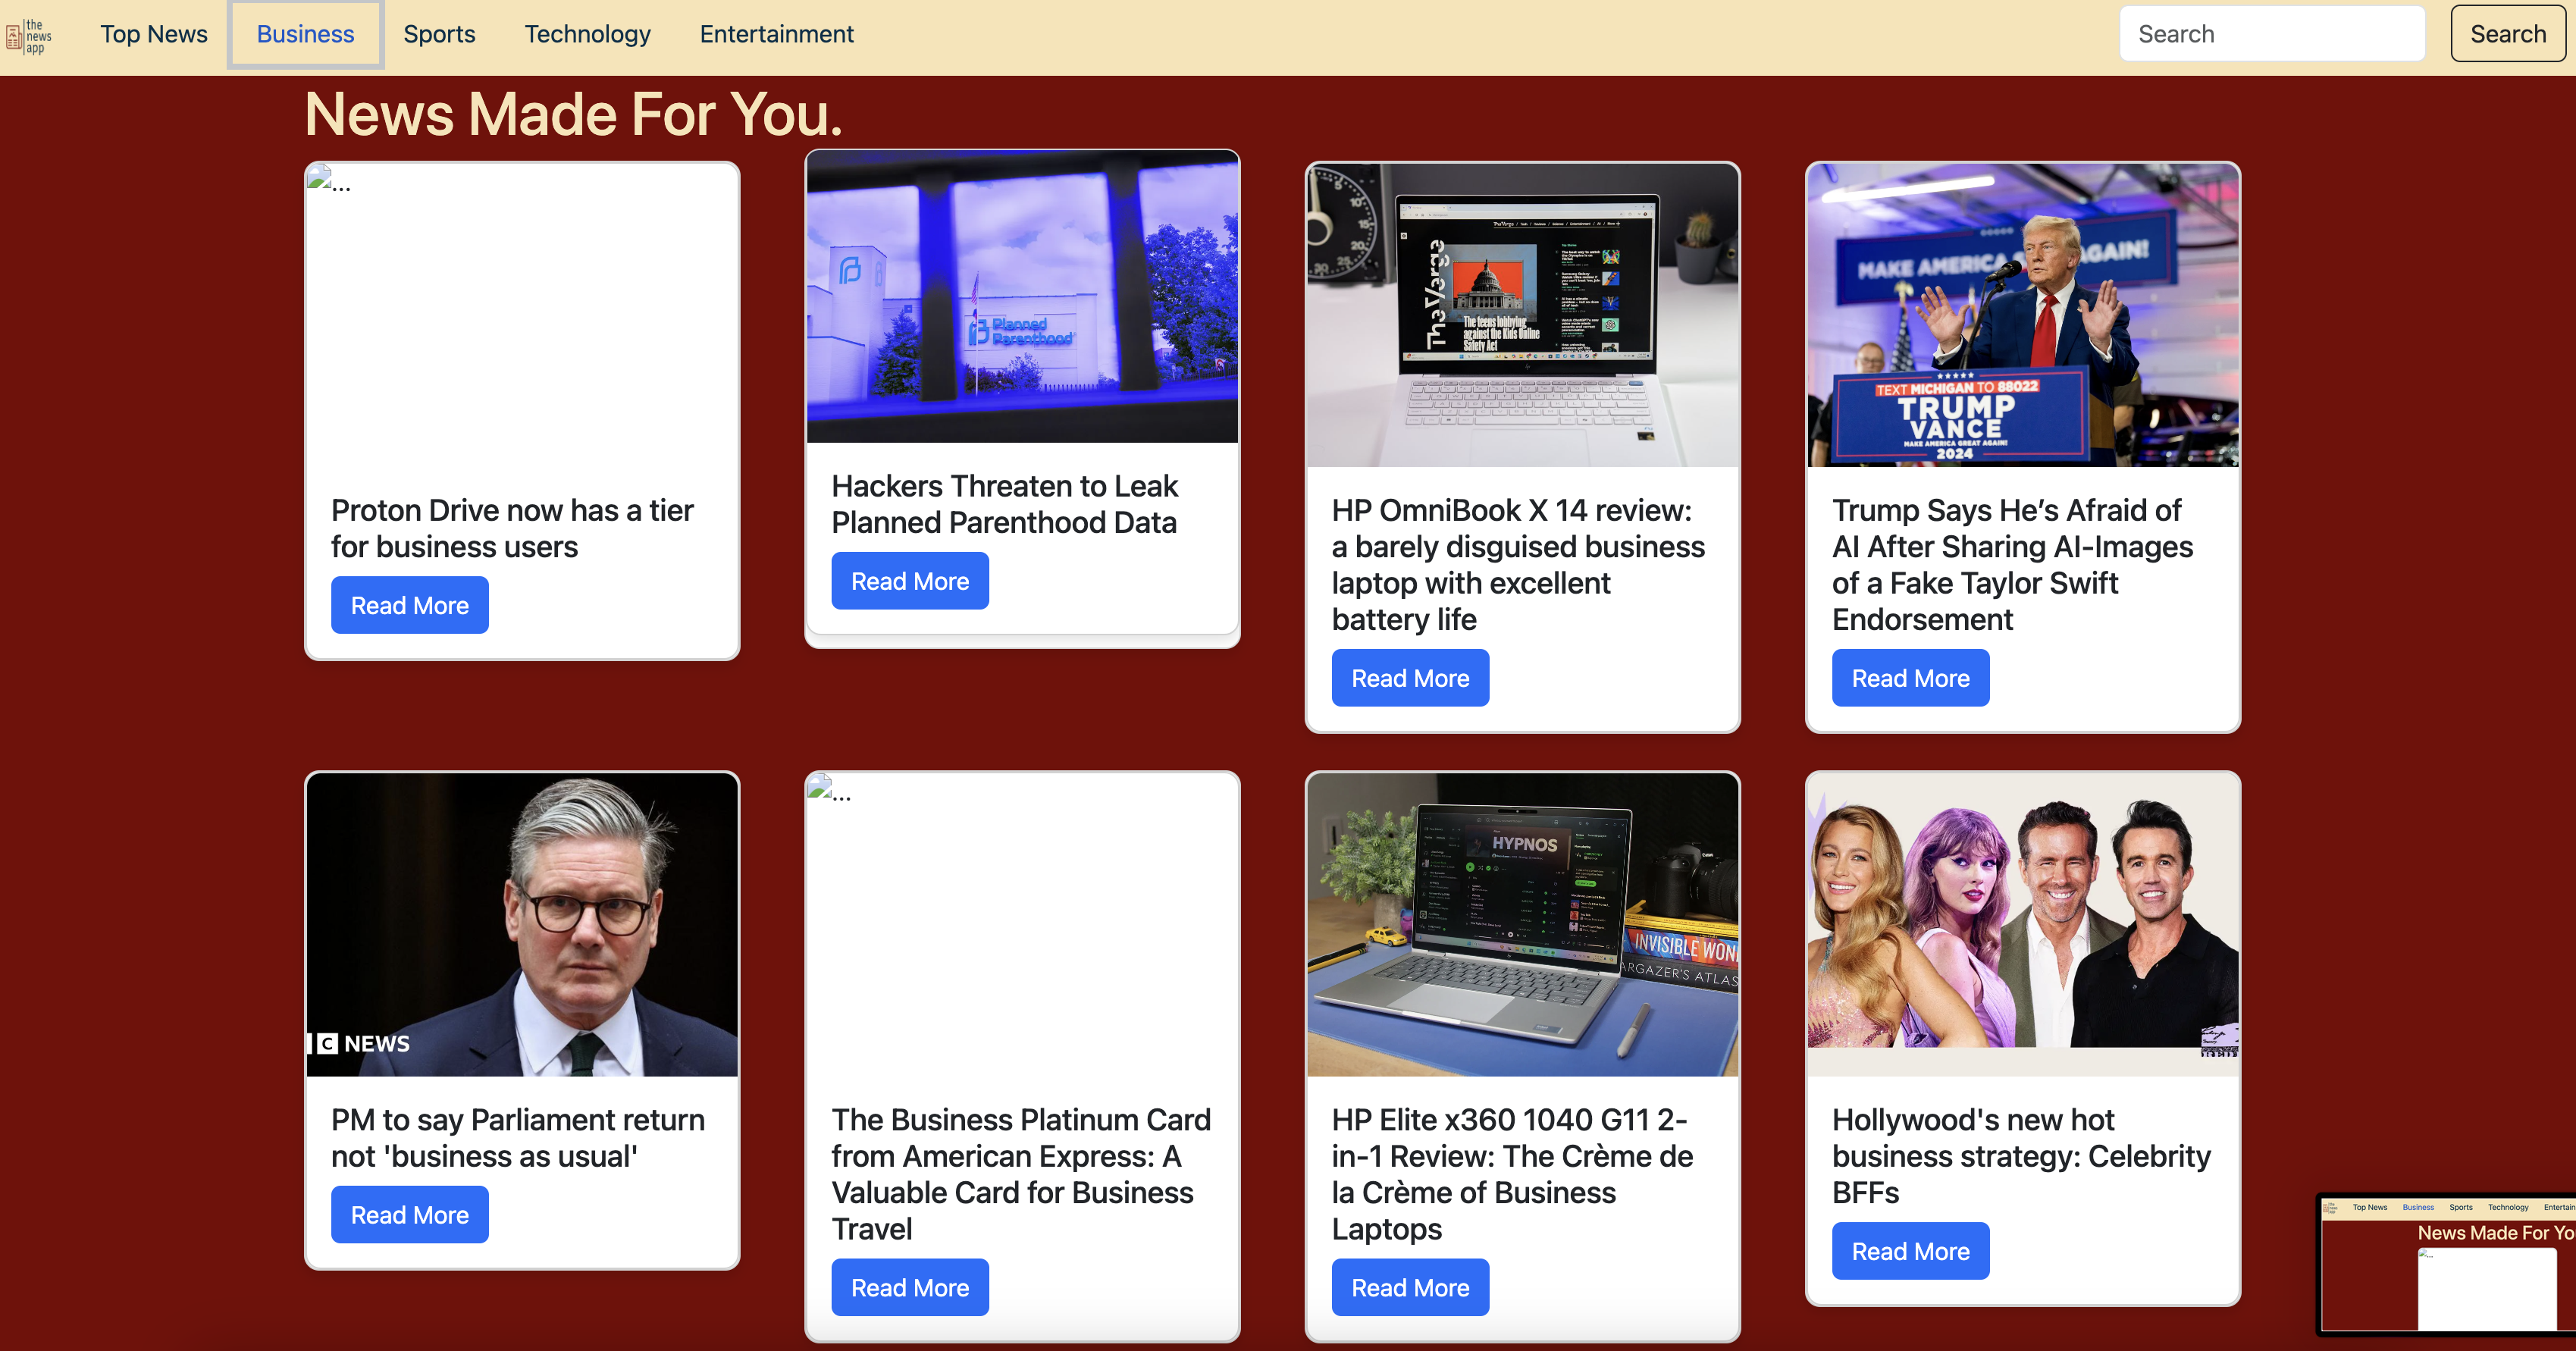 the
news
app
Top News
Business
Sports
Technology
Entertainment
Search
Search
News Made For You.
...
Proton Drive now has a tier
for business users
Read More
Planned
Parenthood
Hackers Threaten to Leak
Planned Parenthood Data
Read More
TheVerge
The teens lobbying
against the Kids Online
Safety Act
HP OmniBook X 14 review:
a barely disguised business
laptop with excellent
battery life
Read More
MAKE AMERICA
AGAIN!
TEXT MICHIGAN TO 88022
TRUMP
VANCE
MAKE AMERICA GREAT AGAIN!
2024
Trump Says He’s Afraid of
AI After Sharing AI-Images
of a Fake Taylor Swift
Endorsement
Read More
C NEWS
PM to say Parliament return
not 'business as usual'
Read More
...
The Business Platinum Card
from American Express: A
Valuable Card for Business
Travel
Read More
HYPNOS
INVISIBLE WON
ARGAZER'S ATLAS
HP Elite x360 1040 G11 2-
in-1 Review: The Crème de
la Crème of Business
Laptops
Read More
Hollywood's new hot
business strategy: Celebrity
BFFs
Read More
Top News
Business
Sports
Technology
Entertain
News Made For Yo